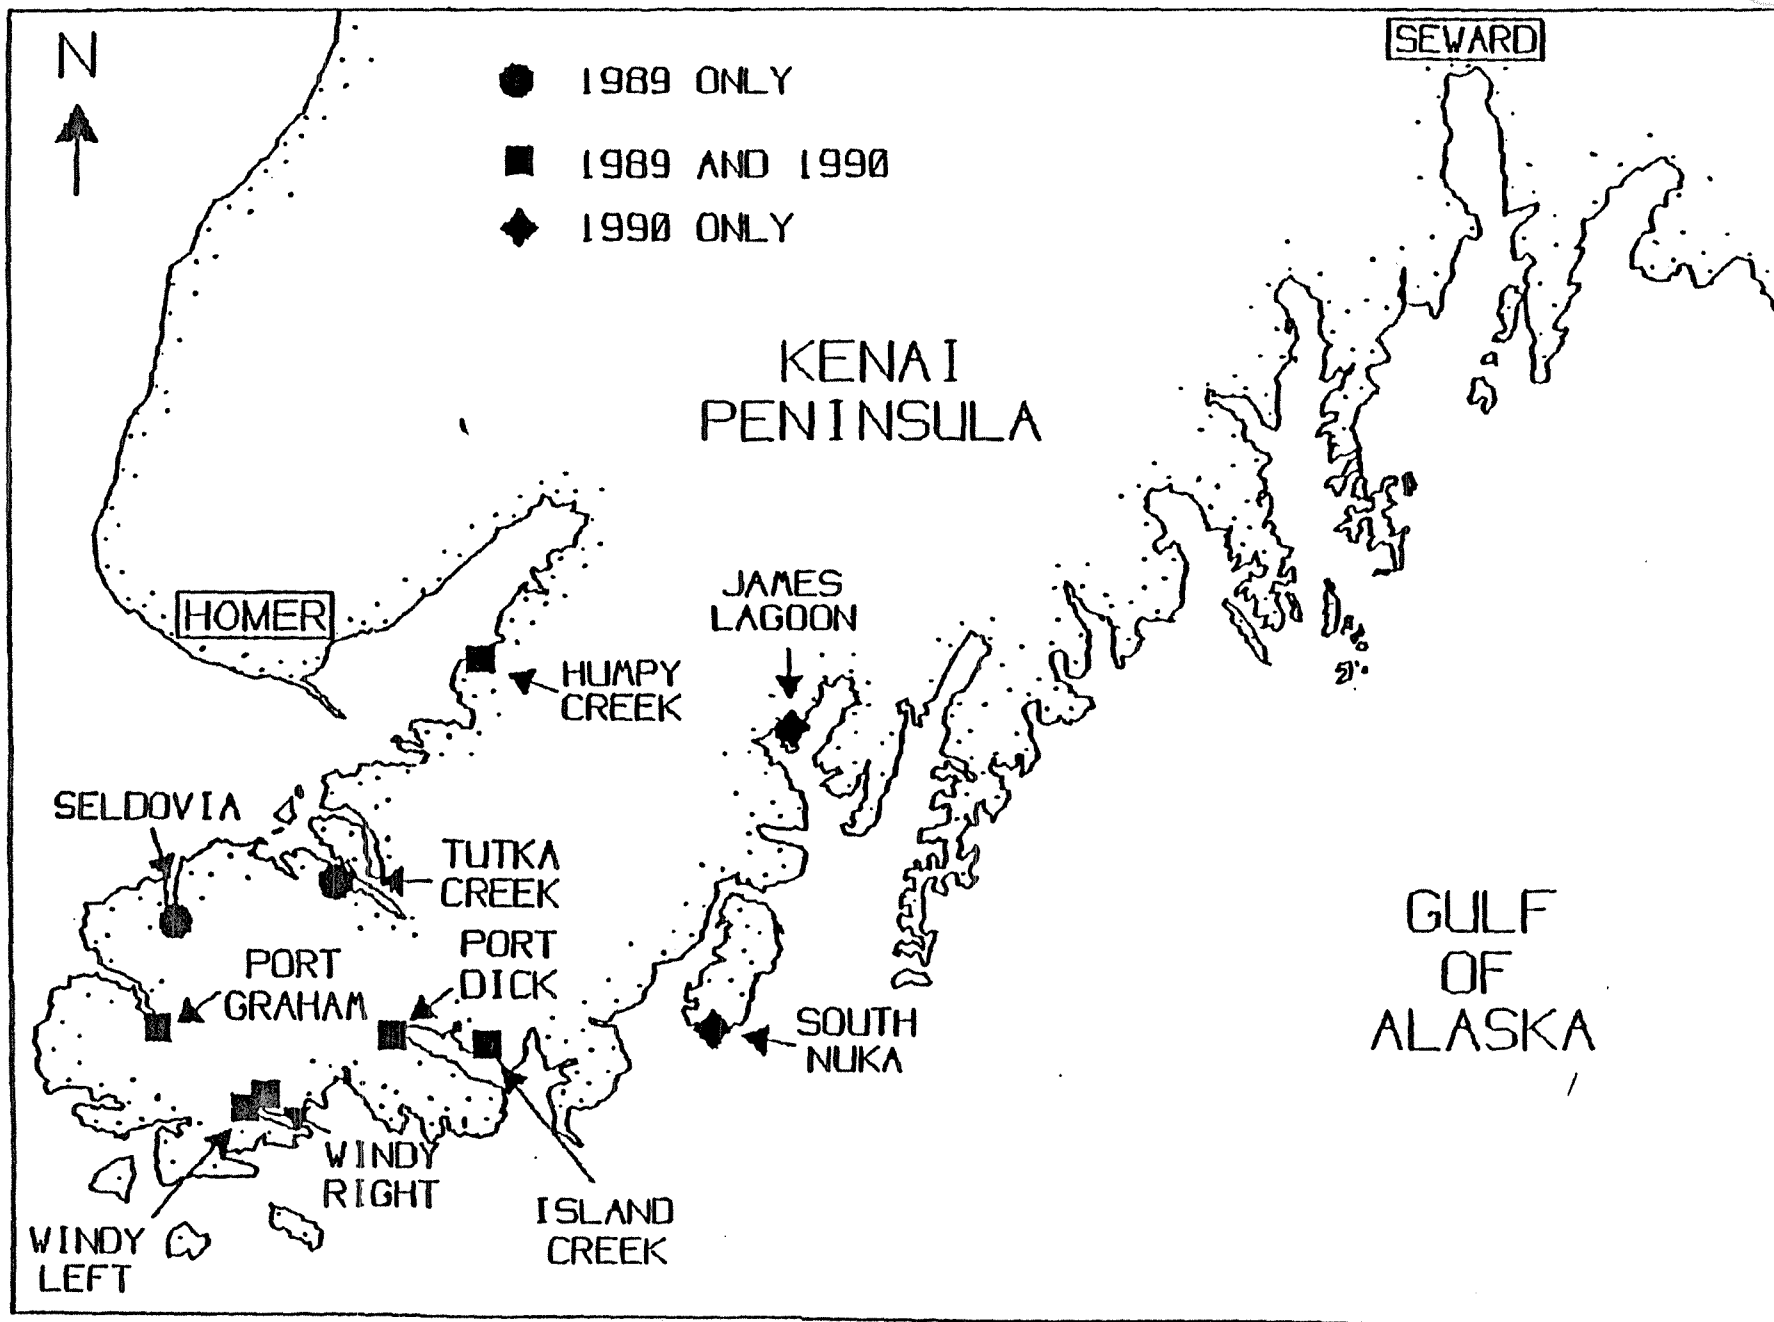 N
SEWARD
1989 ONLY
1989 AND 1990
1990 ONLY
KENAI
PENINSULA
HOMER
JAMES
LAGOON
HUMPY
CREEK
SELDOVIA
TUTKA
CREEK
PORT
DICK
PORT
GRAHAM
SOUTH
NUKA
GULF
OF
ALASKA
WINDY
RIGHT
ISLAND
CREEK
WINDY
LEFT